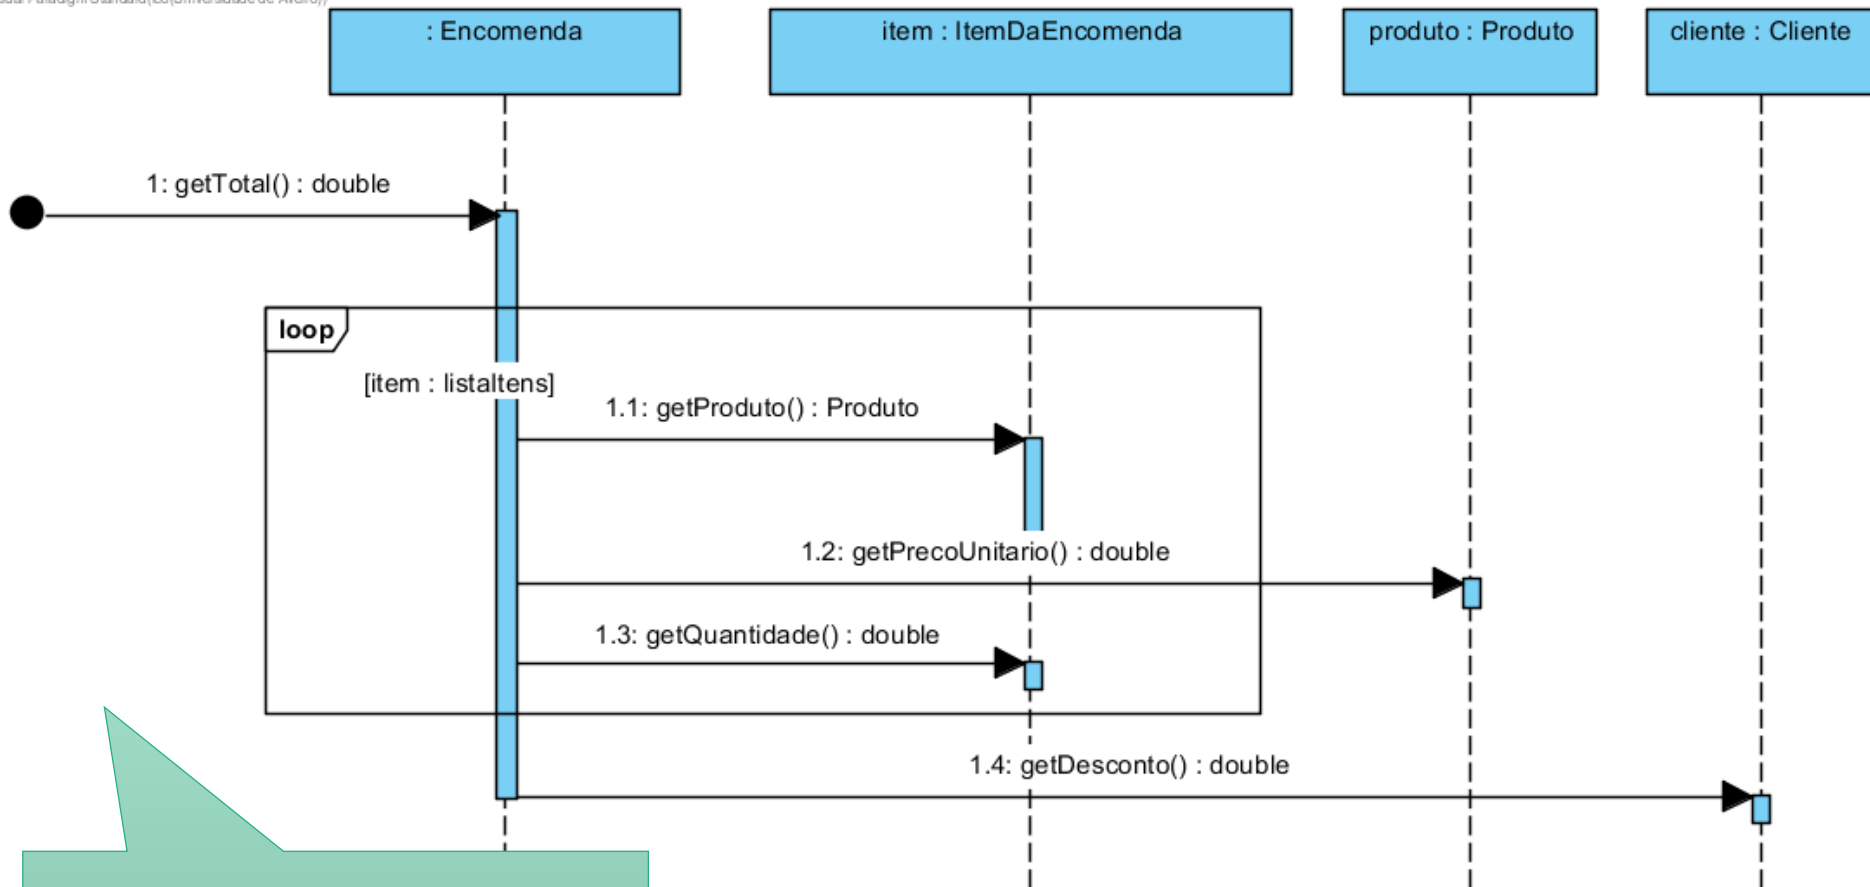 : Encomenda
item : ItemDaEncomenda
produto : Produto
cliente : Cliente
1: getTotal() : double
loop
[item : listaItens]
1.1: getProduto() : Produto
1.2: getPrecoUnitario() : double
1.3: getQuantidade() : double
1.4: getDesconto() : double